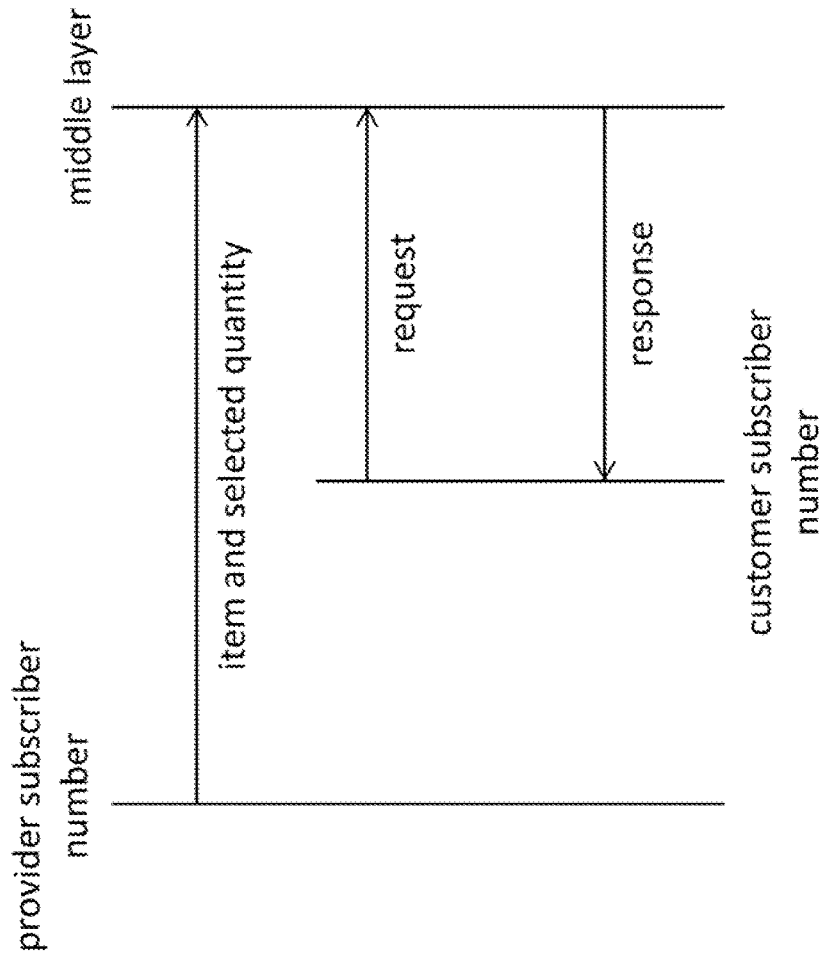 provider subscriber
number
middle layer
item and selected quantity
request
response
customer subscriber
number